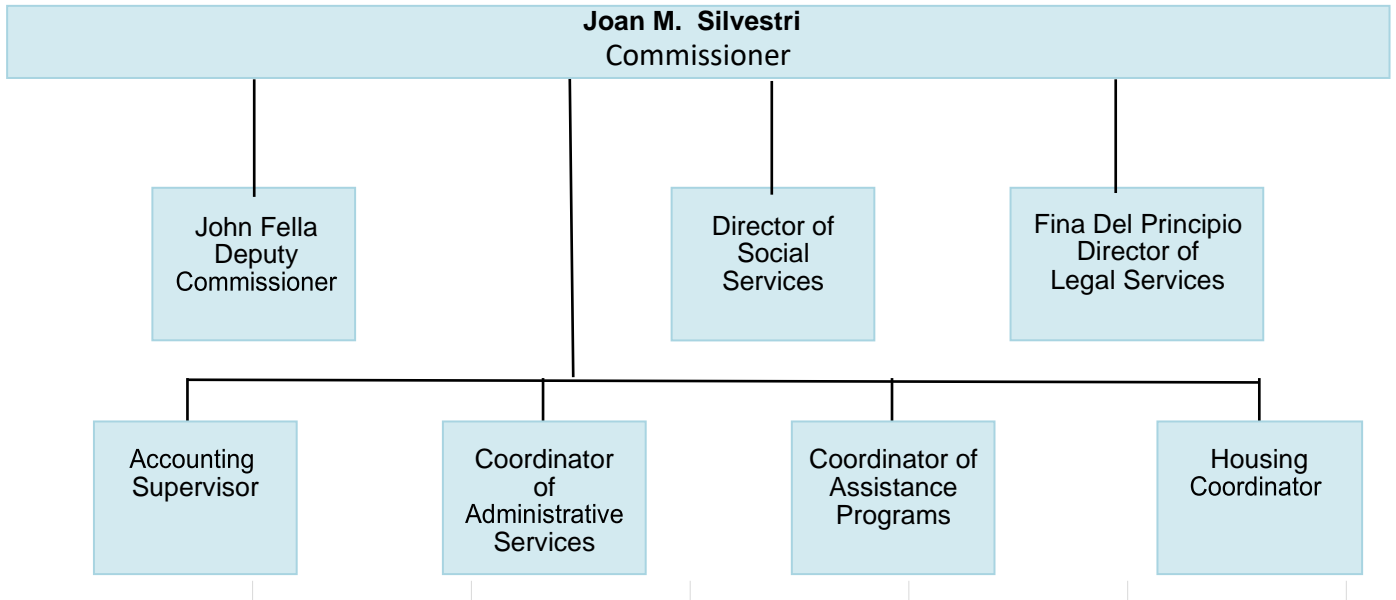 Joan M.  Silvestri
Commissioner
John Fella
Deputy
Commissioner
Director of
Social
Services
Fina Del Principio
Director of
Legal Services
Accounting
Supervisor
Coordinator
of
Administrative
Services
Coordinator of
Assistance
Programs
Housing
Coordinator